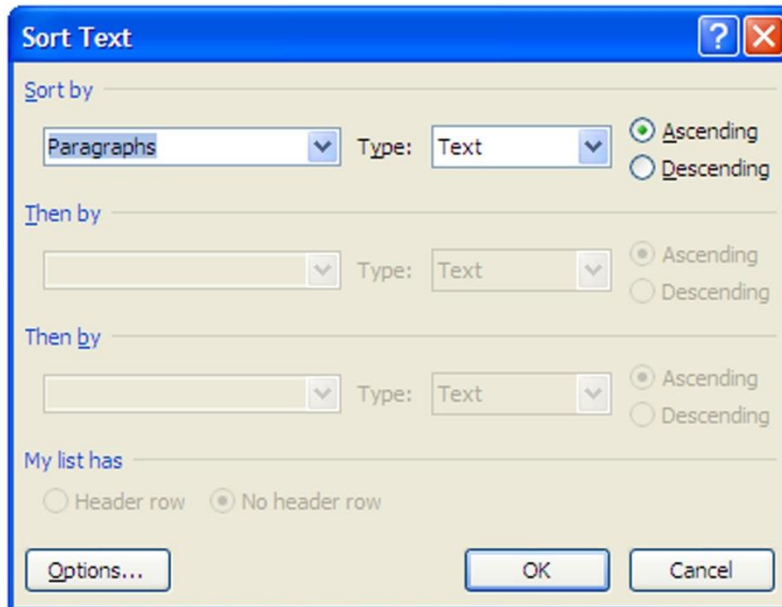 Sort Text
Sort by
Paragraphs Type: Text Ascending
Descending
Then by
Type: Text Ascending
Descending
Then by
Type: Text Ascending
Descending
My list has
Header row No header row
Options... OK Cancel